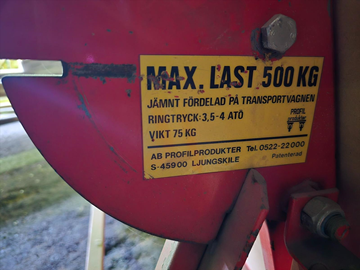 MAX. LAST 500 KG
JÄMNT FÖRDELAD PÅ TRANSPORTVAGNEN
RINGTRYCK: 3,5-4 ATÖ
VIKT 75 KG
PROFIL
AB PROFILPRODUKTER Tel. 0522-22000
S-45900 LJUNGSKILE Patenterad